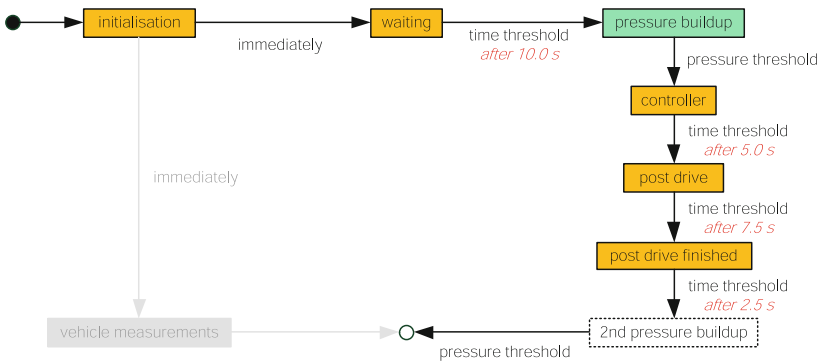 initialisation
waiting
pressure buildup
immediately
time threshold
after 10.0 s
pressure threshold
controller
time threshold
after 5.0 s
immediately
post drive
time threshold
after 7.5 s
post drive finished
time threshold
after 2.5 s
vehicle measurements
2nd pressure buildup
pressure threshold